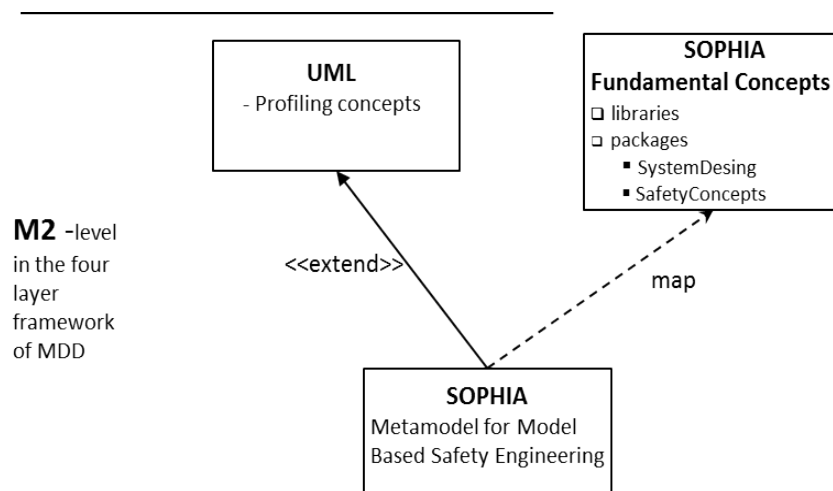 UML
- Profiling concepts
SOPHIA
Fundamental Concepts
❑ libraries
❑ packages
▪ SystemDesing
▪ SafetyConcepts
M2 -level
in the four
layer
framework
of MDD
<<extend>>
map
SOPHIA
Metamodel for Model
Based Safety Engineering